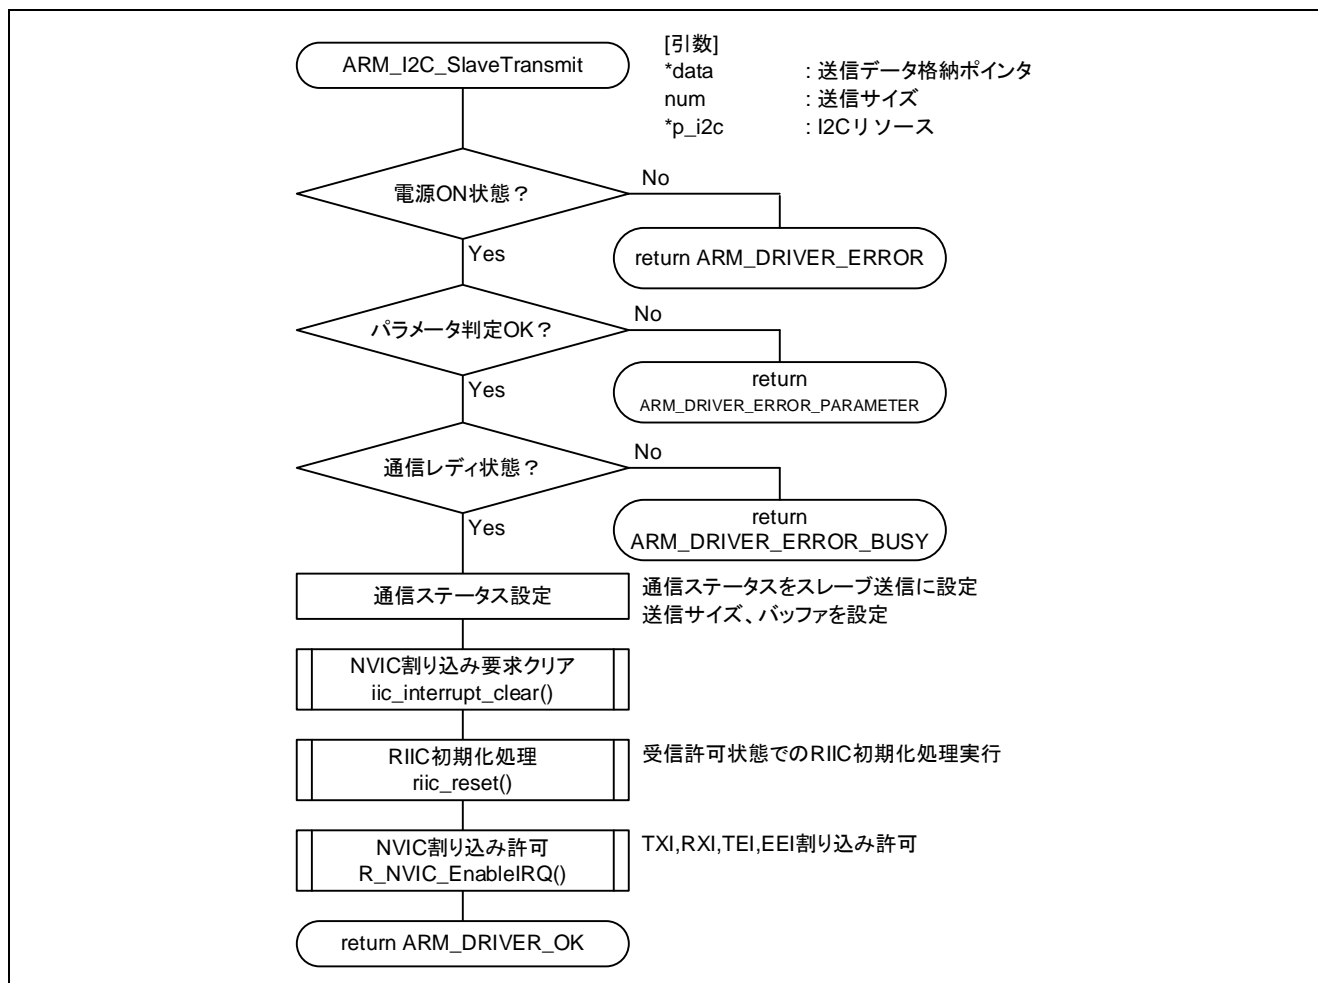 ARM_I2C_SlaveTransmit
[引数]
*data : 送信データ格納ポインタ
num : 送信サイズ
*p_i2c : I2Cリソース
電源ON状態？
No
return ARM_DRIVER_ERROR
Yes
パラメータ判定OK？
No
return
ARM_DRIVER_ERROR_PARAMETER
Yes
通信レディ状態？
No
return
ARM_DRIVER_ERROR_BUSY
Yes
通信ステータス設定
通信ステータスをスレーブ送信に設定
送信サイズ、バッファを設定
NVIC割り込み要求クリア
iic_interrupt_clear()
RIIC初期化処理
riic_reset()
受信許可状態でのRIIC初期化処理実行
NVIC割り込み許可
R_NVIC_EnableIRQ()
TXI,RXI,TEI,EEI割り込み許可
return ARM_DRIVER_OK